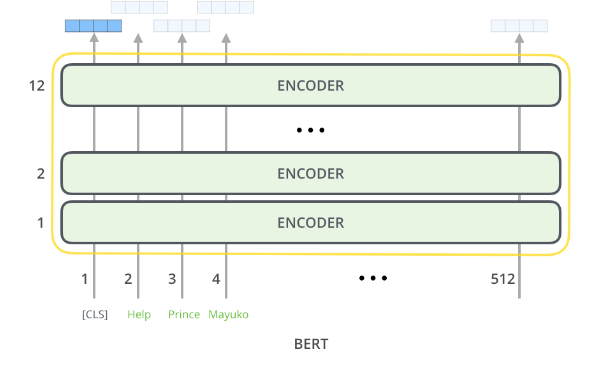 12 ENCODER
...
2 ENCODER
1 ENCODER
1 2 3 4 ... 512
[CLS] Help Prince Mayuko
BERT